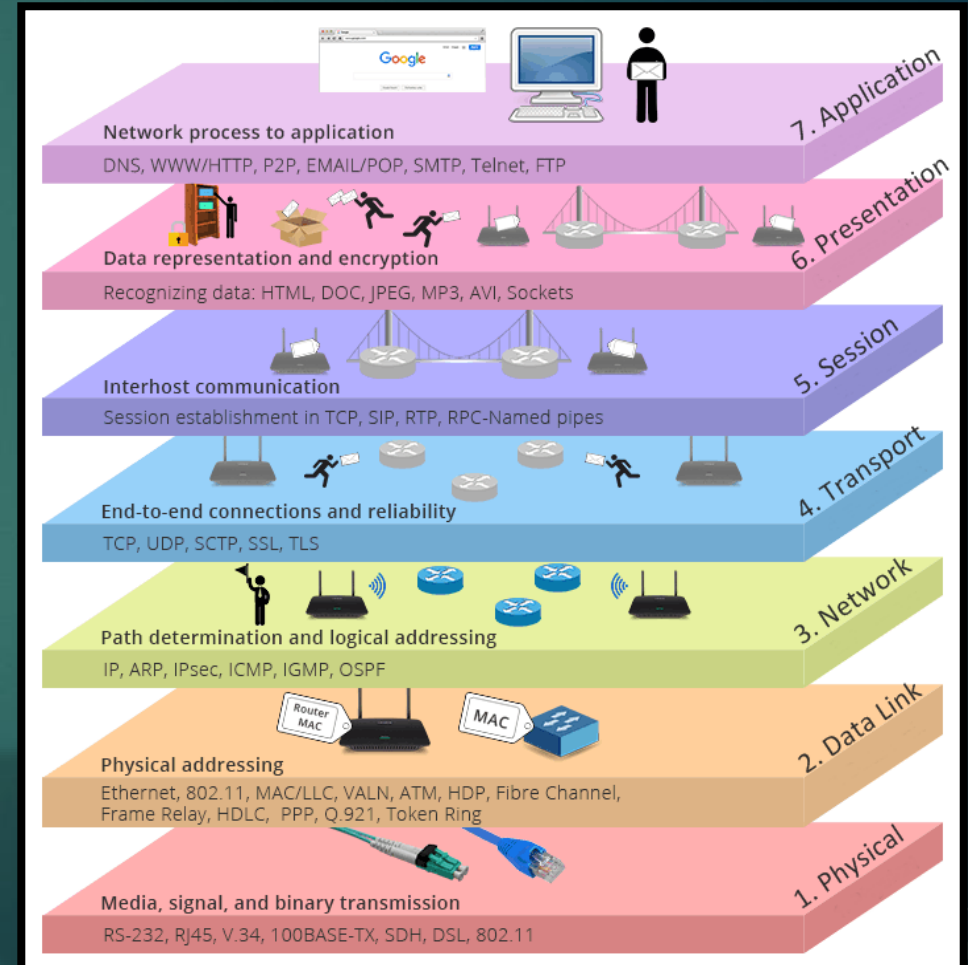 Google
7. Application
Network process to application
DNS, WWW/HTTP, P2P, EMAIL/POP, SMTP, Telnet, FTP
6. Presentation
Data representation and encryption
Recognizing data: HTML, DOC, JPEG, MP3, AVI, Sockets
5. Session
Interhost communication
Session establishment in TCP, SIP, RTP, RPC-Named pipes
4. Transport
End-to-end connections and reliability
TCP, UDP, SCTP, SSL, TLS
3. Network
Path determination and logical addressing
IP, ARP, IPsec, ICMP, IGMP, OSPF
Router
MAC
MAC
2. Data Link
Physical addressing
Ethernet, 802.11, MAC/LLC, VALN, ATM, HDP, Fibre Channel,
Frame Relay, HDLC, PPP, Q.921, Token Ring
1. Physical
Media, signal, and binary transmission
RS-232, RJ45, V.34, 100BASE-TX, SDH, DSL, 802.11